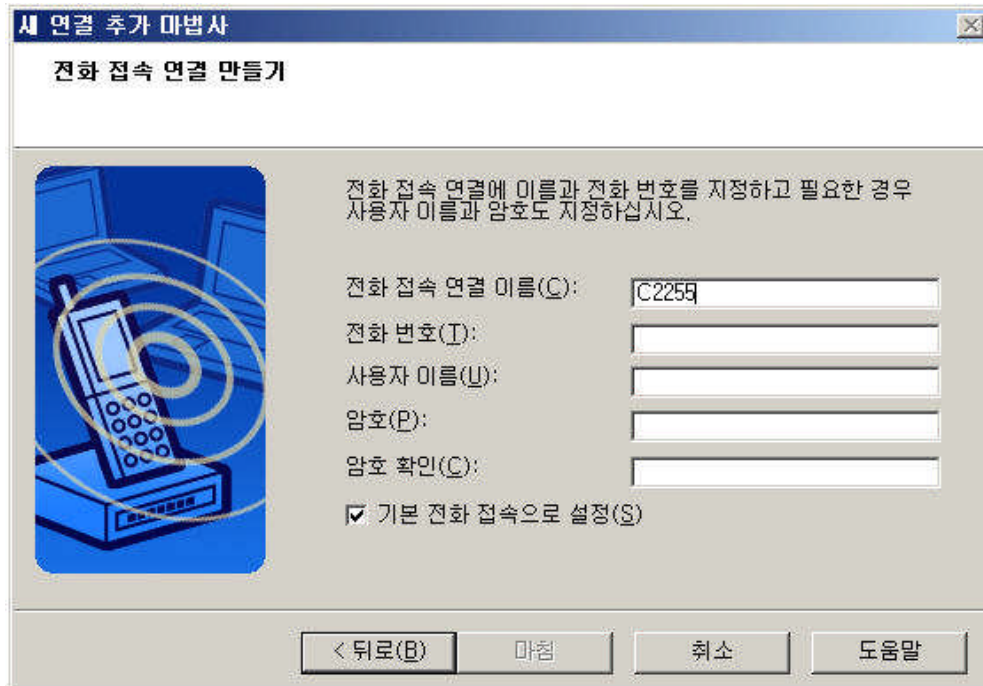 새 연결 추가 마법사
전화 접속 연결 만들기
전화 접속 연결에 이름과 전화 번호를 지정하고 필요한 경우
사용자 이름과 암호도 지정하십시오.
전화 접속 연결 이름(C): C2255
전화 번호(T):
사용자 이름(U):
암호(P):
암호 확인(C):
기본 전화 접속으로 설정(S)
< 뒤로(B) 마침 취소 도움말